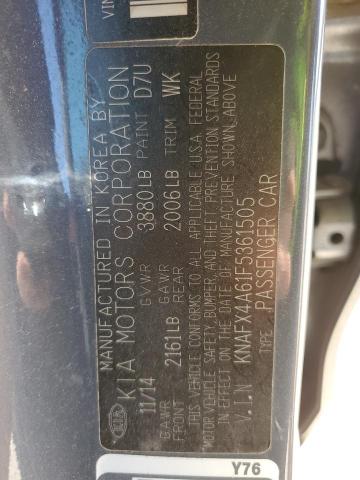 VIN
MANUFACTURED IN KOREA BY
KIA KIA MOTORS CORPORATION
11/14 GVWR 3880LB PAINT D7U
GAWR FRONT 2161LB GAWR REAR 2006LB TRIM WK
THIS VEHICLE CONFORMS TO ALL APPLICABLE U.S.A. FEDERAL
MOTOR VEHICLE SAFETY, BUMPER, AND THEFT PREVENTION STANDARDS
IN EFFECT ON THE DATE OF MANUFACTURE SHOWN ABOVE
V.I.N KNAFX4A61F5361505
TYPE: PASSENGER CAR
Y76